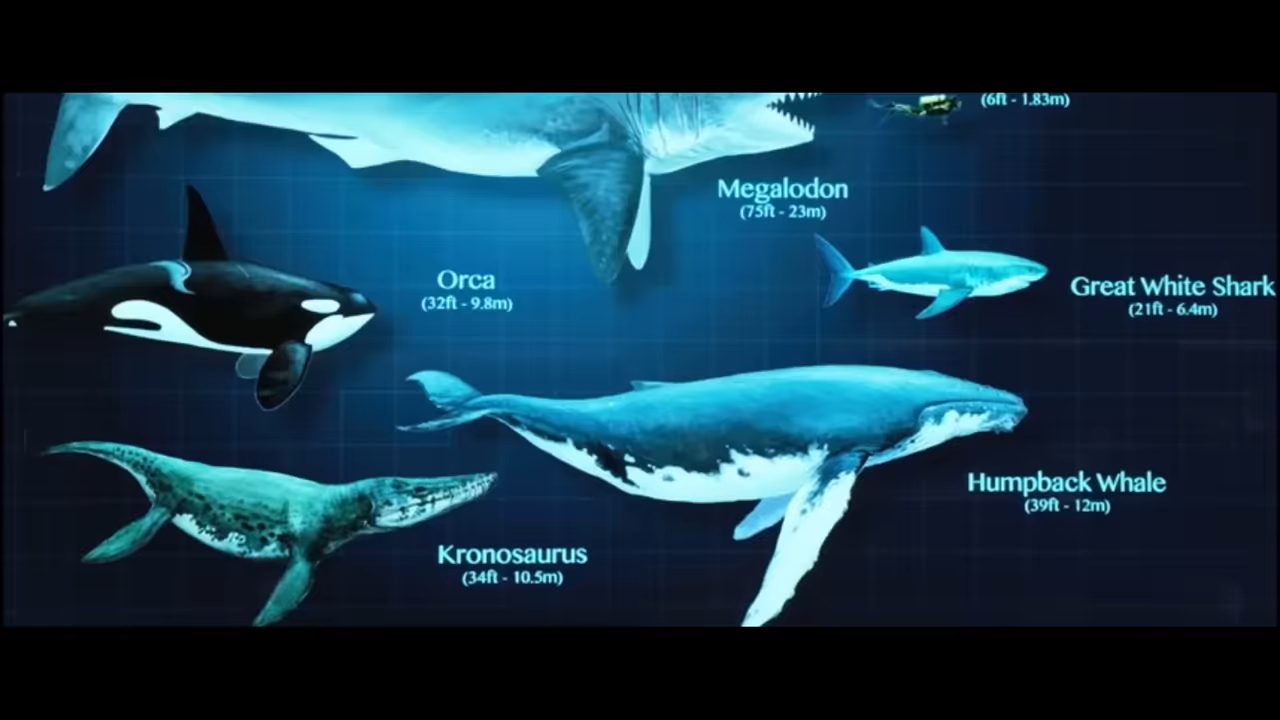 (6ft - 1.83m)
Megalodon
(75ft - 23m)
Orca
(32ft - 9.8m)
Great White Shark
(21ft - 6.4m)
Humpback Whale
(39ft - 12m)
Kronosaurus
(34ft - 10.5m)